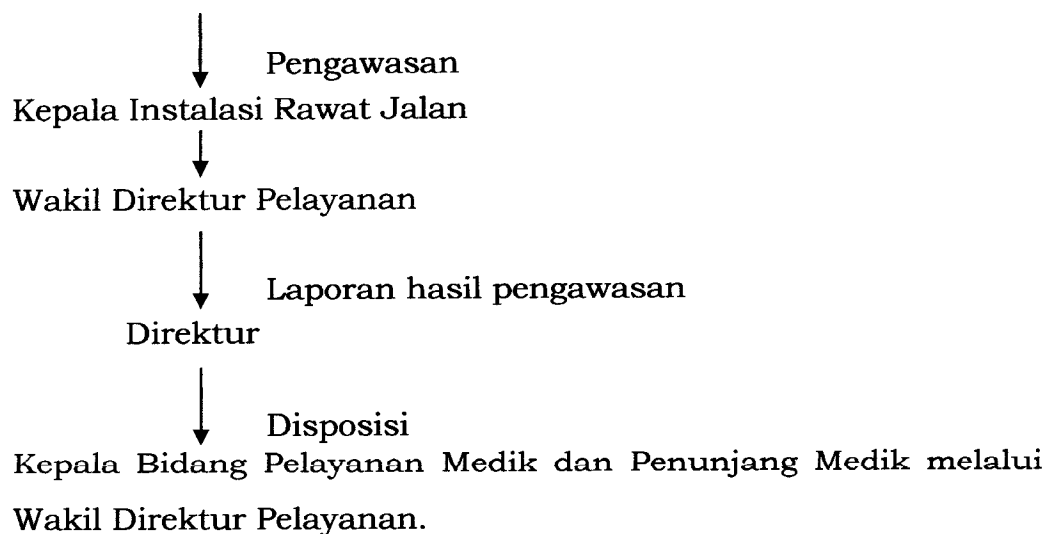 Pengawasan
Kepala Instalasi Rawat Jalan
Wakil Direktur Pelayanan
Laporan hasil pengawasan
Direktur
Disposisi
Kepala Bidang Pelayanan Medik dan Penunjang Medik melalui
Wakil Direktur Pelayanan.